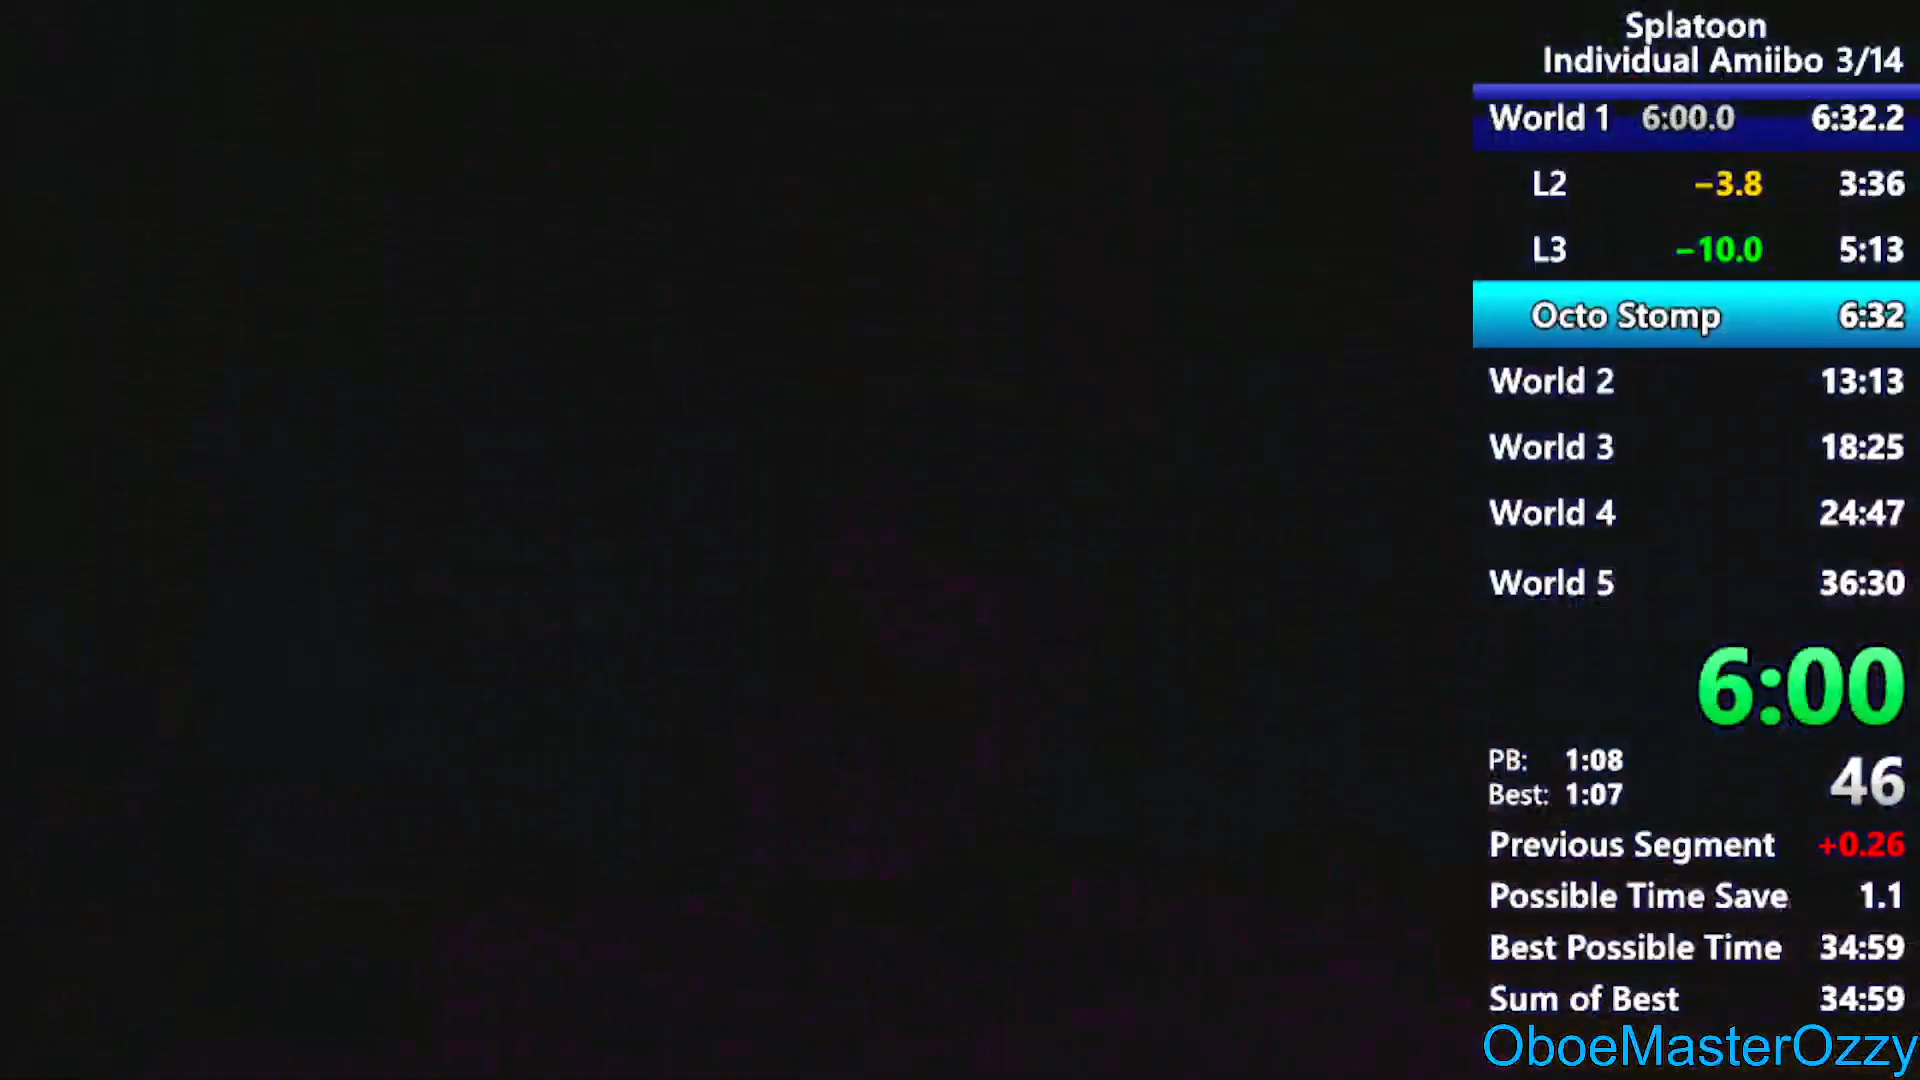 Splatoon
Individual Amiibo 3/14
World 1 6:00.0 6:32.2
L2 −3.8 3:36
L3 −10.0 5:13
Octo Stomp 6:32
World 2 13:13
World 3 18:25
World 4 24:47
World 5 36:30
6:00
PB: 1:08
46
Best: 1:07
Previous Segment +0.26
Possible Time Save 1.1
Best Possible Time 34:59
Sum of Best 34:59
OboeMasterOzzy